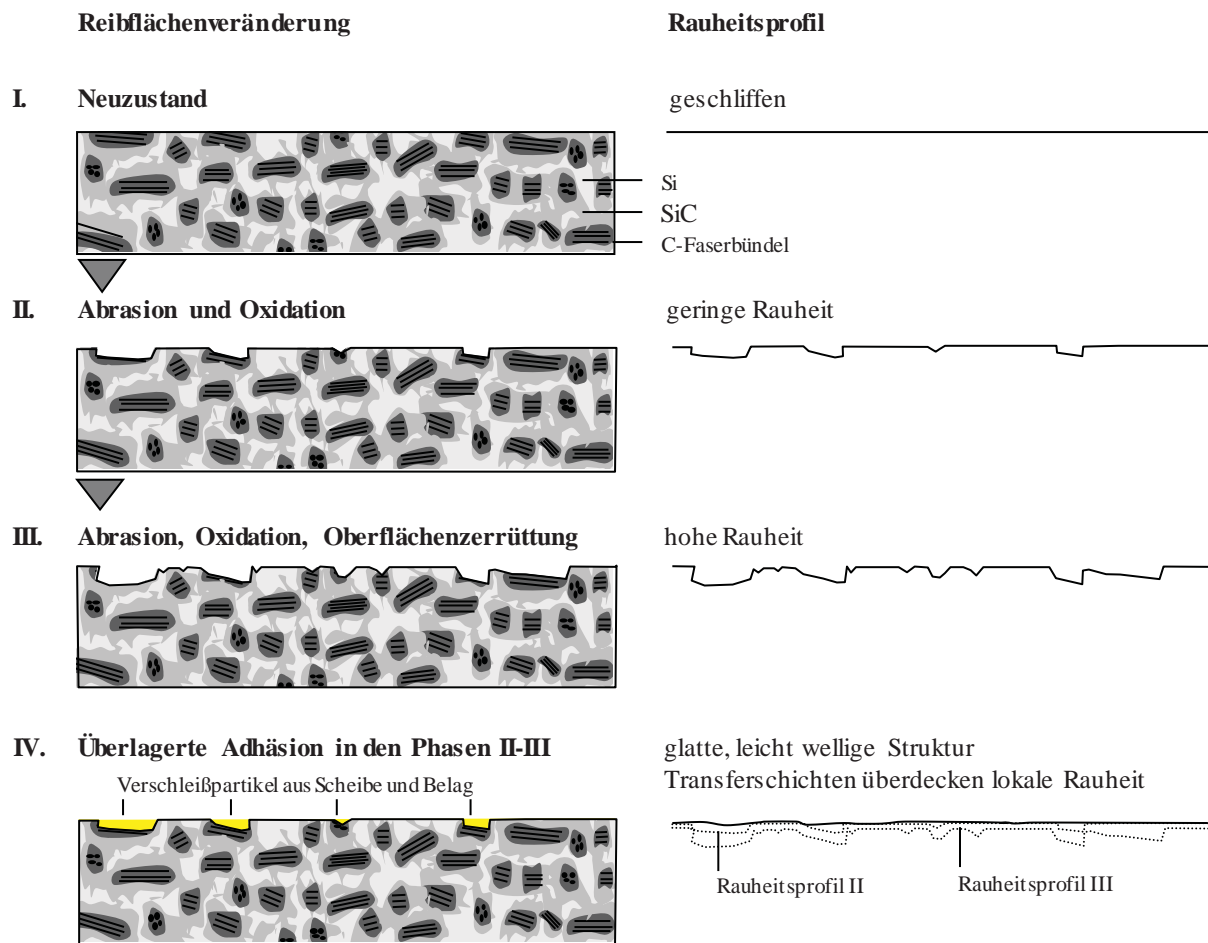 Reibflächenveränderung
Rauheitsprofil
I. Neuzustand
geschliffen
Si
SiC
C-Faserbündel
II. Abrasion und Oxidation
geringe Rauheit
III. Abrasion, Oxidation, Oberflächenzerrüttung
hohe Rauheit
IV. Überlagerte Adhäsion in den Phasen II-III
glatte, leicht wellige Struktur
Transferschichten überdecken lokale Rauheit
Verschleißpartikel aus Scheibe und Belag
Rauheitsprofil II
Rauheitsprofil III